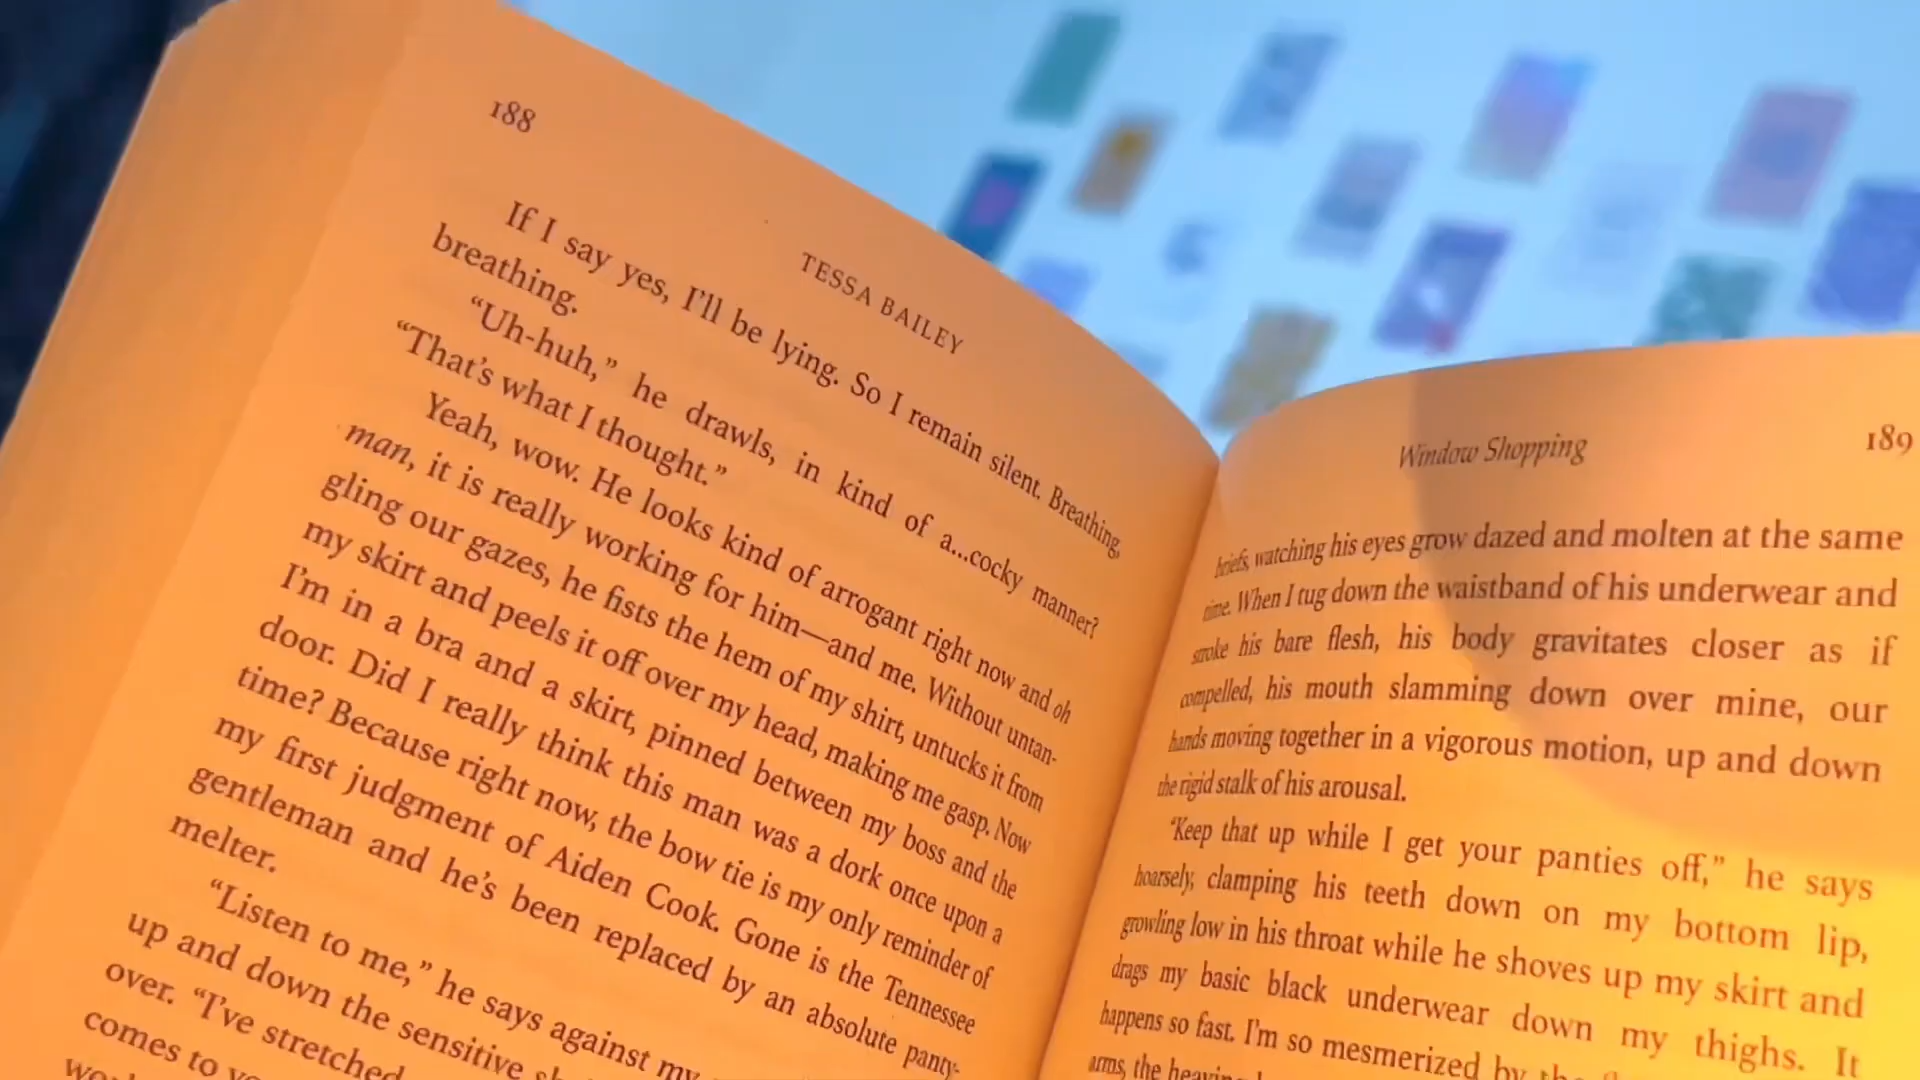 188
TESSA BAILEY
If I say yes, I'll be lying. So I remain silent. Breathing,
breathing.
“Uh-huh,” he drawls, in kind of a...cocky manner?
“That's what I thought.”
Yeah, wow. He looks kind of arrogant right now and oh
man, it is really working for him—and me. Without untan-
gling our gazes, he fists the hem of my shirt, untucks it from
my skirt and peels it off over my head, making me gasp. Now
I'm in a bra and a skirt, pinned between my boss and the
door. Did I really think this man was a dork once upon a
time? Because right now, the bow tie is my only reminder of
my first judgment of Aiden Cook. Gone is the Tennessee
gentleman and he's been replaced by an absolute panty-
melter.
“Listen to me,” he says against my
up and down the sensitive
over. “I've stretched
comes to
Window Shopping
189
briefs, watching his eyes grow dazed and molten at the same
time. When I tug down the waistband of his underwear and
stroke his bare flesh, his body gravitates closer as if
compelled, his mouth slamming down over mine, our
hands moving together in a vigorous motion, up and down
the rigid stalk of his arousal.
“Keep that up while I get your panties off,” he says
hoarsely, clamping his teeth down on my bottom lip,
growling low in his throat while he shoves up my skirt and
drags my basic black underwear down my thighs. It
happens so fast. I'm so mesmerized by the
arms, the heaving